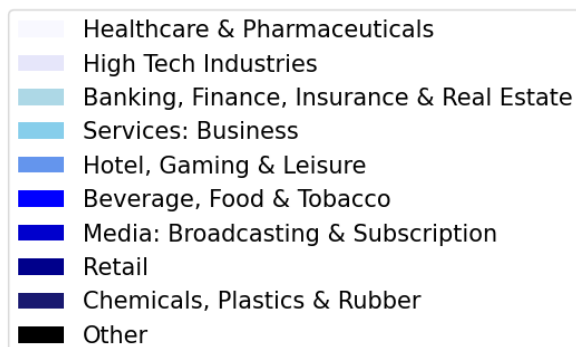 Healthcare & Pharmaceuticals
High Tech Industries
Banking, Finance, Insurance & Real Estate
Services: Business
Hotel, Gaming & Leisure
Beverage, Food & Tobacco
Media: Broadcasting & Subscription
Retail
Chemicals, Plastics & Rubber
Other